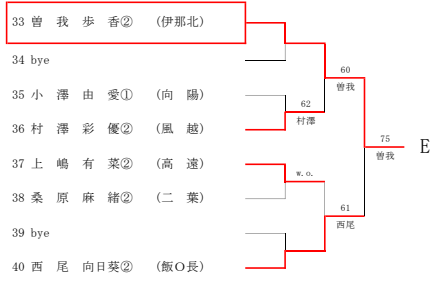 33 曽 我 歩 香② （伊那北）
34 bye
35 小 澤 由 愛① （向 陽）
36 村 澤 彩 優② （風 越）
37 上 嶋 有 菜② （高 遠）
38 桑 原 麻 緒② （二 葉）
39 bye
40 西 尾 向日葵② （飯O長）
62
村澤
w.o.
60
曽我
61
西尾
75
曽我
E